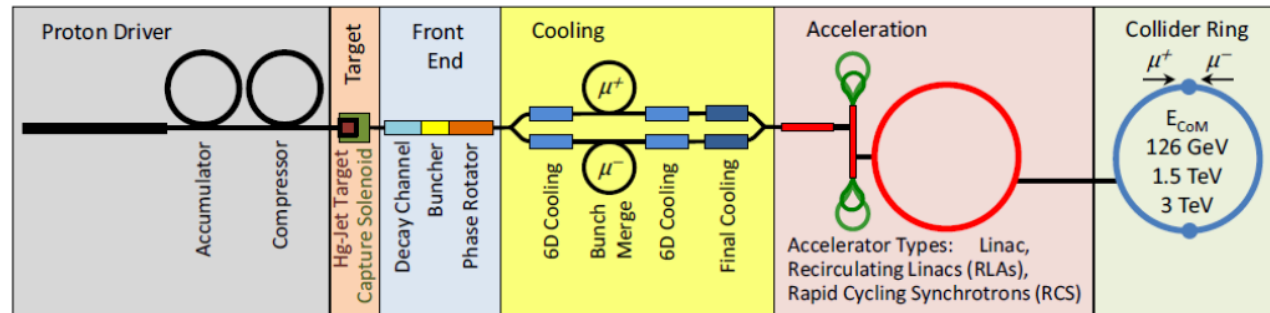 Proton Driver
Accumulator
Compressor
Target
Hg-Jet Target
Capture Solenoid
Front
End
Decay Channel
Buncher
Phase Rotator
Cooling
μ+
μ−
6D Cooling
Bunch
Merge
6D Cooling
Final Cooling
Acceleration
Accelerator Types: Linac,
Recirculating Linacs (RLAs),
Rapid Cycling Synchrotrons (RCS)
Collider Ring
μ+ μ−
ECoM
126 GeV
1.5 TeV
3 TeV